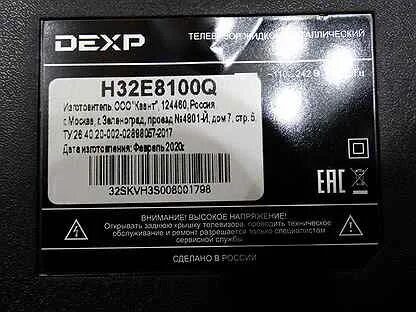 DEXP
ТЕЛЕВИЗОР ЖИДКОКРИСТАЛЛИЧЕСКИЙ
H32E8100Q
Изготовитель ООО "Квант", 124460, Россия
г. Москва, г. Зеленоград, проезд №4801-Й, дом 7, стр. 5.
ТУ 26.40.20-002-02898057-2017
Дата изготовления: Февраль 2020г.
32SKVH3S008001798
EAC
ВНИМАНИЕ! ВЫСОКОЕ НАПРЯЖЕНИЕ!
Открывать заднюю крышку телевизора, проводить техническое
обслуживание и ремонт разрешается только специалистам
сервисной службы.
СДЕЛАНО В РОССИИ